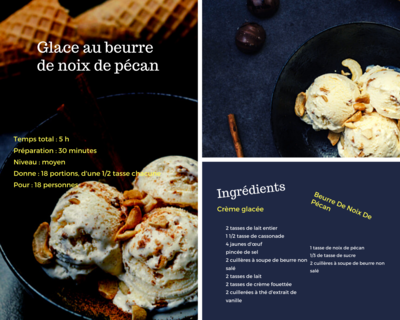 Glace au beurre
de noix de pécan
Temps total : 5 h
Préparation : 30 minutes
Niveau : moyen
Donne : 18 portions, d'une 1/2 tasse chacune
Pour : 18 personnes
Ingrédients
Crème glacée
2 tasses de lait entier
1 1/2 tasse de cassonade
4 jaunes d'œuf
pincée de sel
2 cuillères à soupe de beurre non
salé
2 tasses de lait
2 tasses de crème fouettée
2 cuillerées à thé d'extrait de
vanille
Beurre De Noix De
Pécan
1 tasse de noix de pécan
1/3 de tasse de sucre
2 cuillères à soupe de beurre non
salé